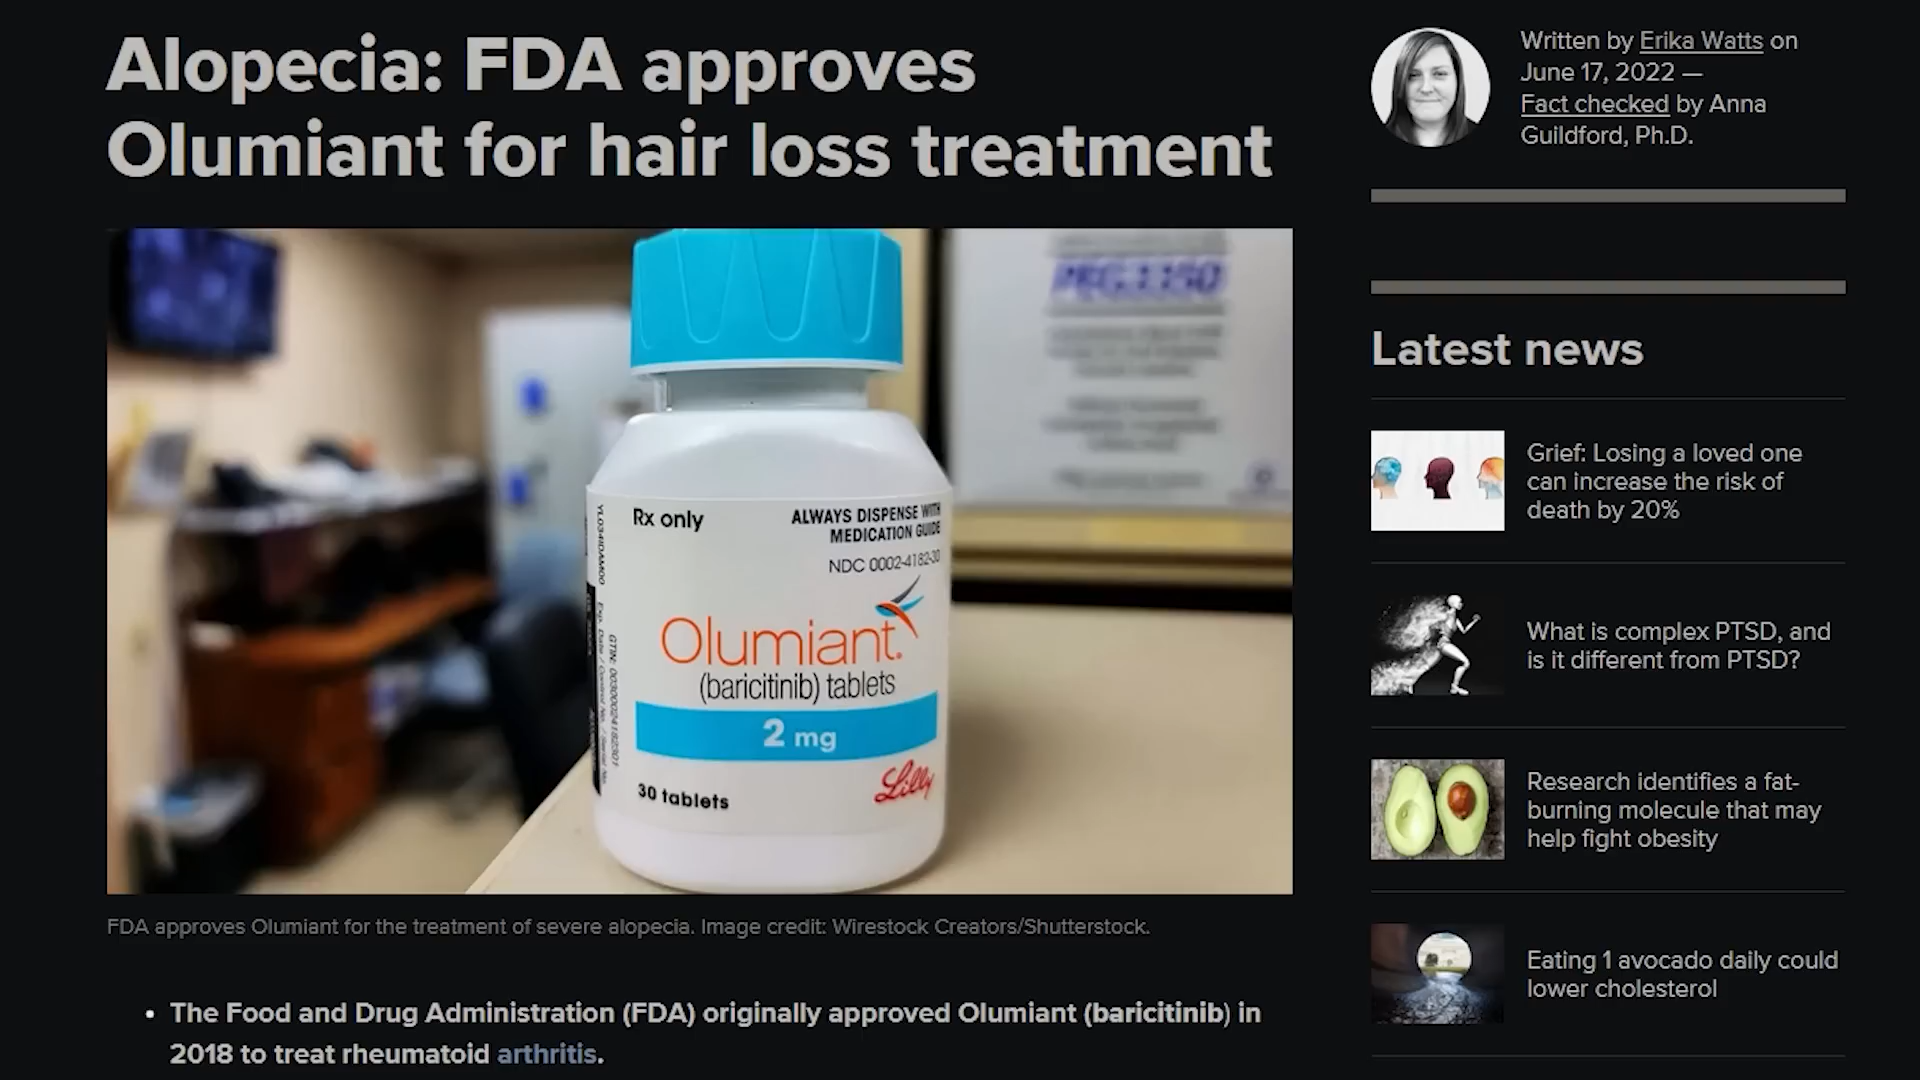 Alopecia: FDA approves
Olumiant for hair loss treatment
Written by Erika Watts on
June 17, 2022 —
Fact checked by Anna
Guildford, Ph.D.
PEG3350
Rx only
ALWAYS DISPENSE WITH
MEDICATION GUIDE
NDC 0002-4182-30
Olumiant.
(baricitinib) tablets
2 mg
30 tablets
Lilly
FDA approves Olumiant for the treatment of severe alopecia. Image credit: Wirestock Creators/Shutterstock.
• The Food and Drug Administration (FDA) originally approved Olumiant (baricitinib) in
2018 to treat rheumatoid arthritis.
Latest news
Grief: Losing a loved one
can increase the risk of
death by 20%
What is complex PTSD, and
is it different from PTSD?
Research identifies a fat-
burning molecule that may
help fight obesity
Eating 1 avocado daily could
lower cholesterol